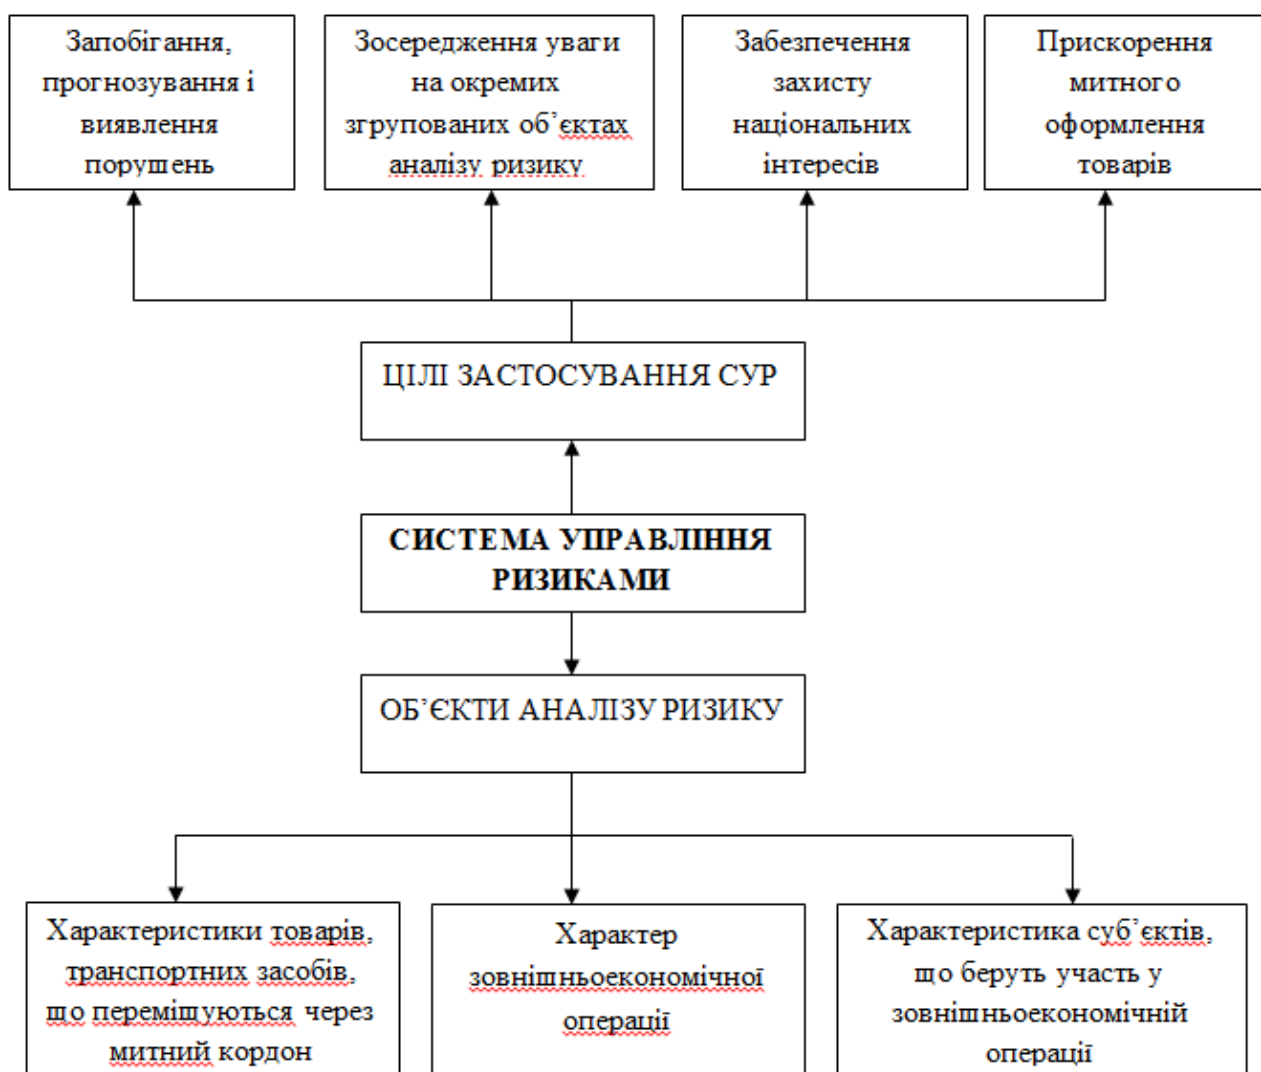 Запобігання,
прогнозування і
виявлення
порушень
Зосередження уваги
на окремих
згрупованих об’єктах
аналізу ризику
Забезпечення
захисту
національних
інтересів
Прискорення
митного
оформлення
товарів
ЦІЛІ ЗАСТОСУВАННЯ СУР
СИСТЕМА УПРАВЛІННЯ
РИЗИКАМИ
ОБ’ЄКТИ АНАЛІЗУ РИЗИКУ
Характеристики товарів,
транспортних засобів,
що переміщуються через
митний кордон
Характер
зовнішньоекономічної
операції
Характеристика суб’єктів,
що беруть участь у
зовнішньоекономічній
операції